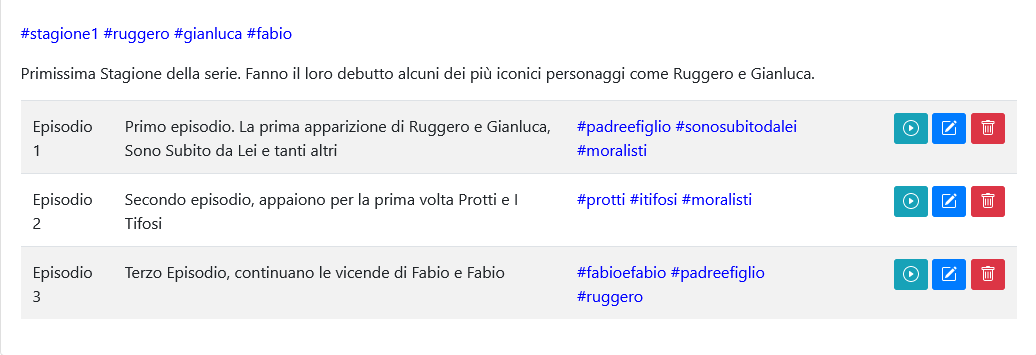 #stagione1 #ruggero #gianluca #fabio
Primissima Stagione della serie. Fanno il loro debutto alcuni dei più iconici personaggi come Ruggero e Gianluca.
Episodio 1
Primo episodio. La prima apparizione di Ruggero e Gianluca,
Sono Subito da Lei e tanti altri
#padreefiglio #sonosubitodalei
#moralisti
Episodio 2
Secondo episodio, appaiono per la prima volta Protti e I
Tifosi
#protti #itifosi #moralisti
Episodio 3
Terzo Episodio, continuano le vicende di Fabio e Fabio
#fabioefabio #padreefiglio
#ruggero